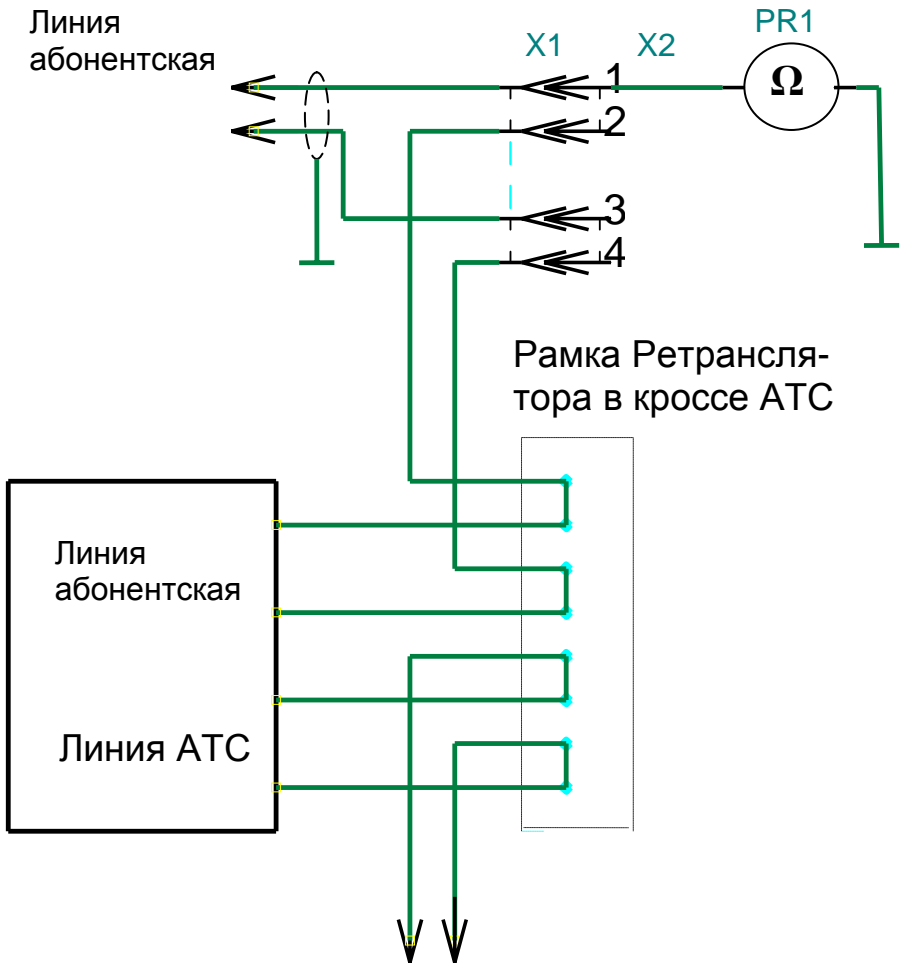 Линия
абонентская
X1
X2
PR1
Ω
1
2
3
4
Рамка Ретрансля-
тора в кроссе АТС
Линия
абонентская
Линия АТС